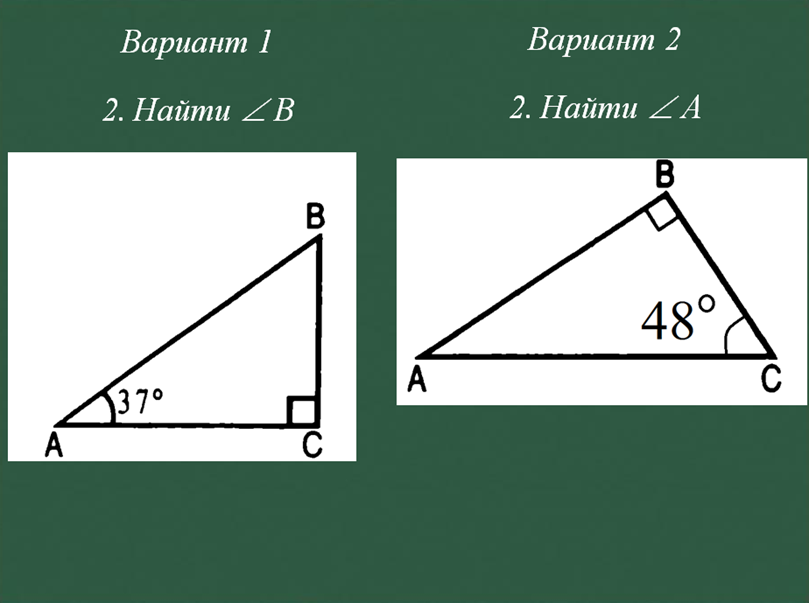 Вариант 1
2. Найти ∠B
B
37°
A
C
Вариант 2
2. Найти ∠A
B
48°
A
C